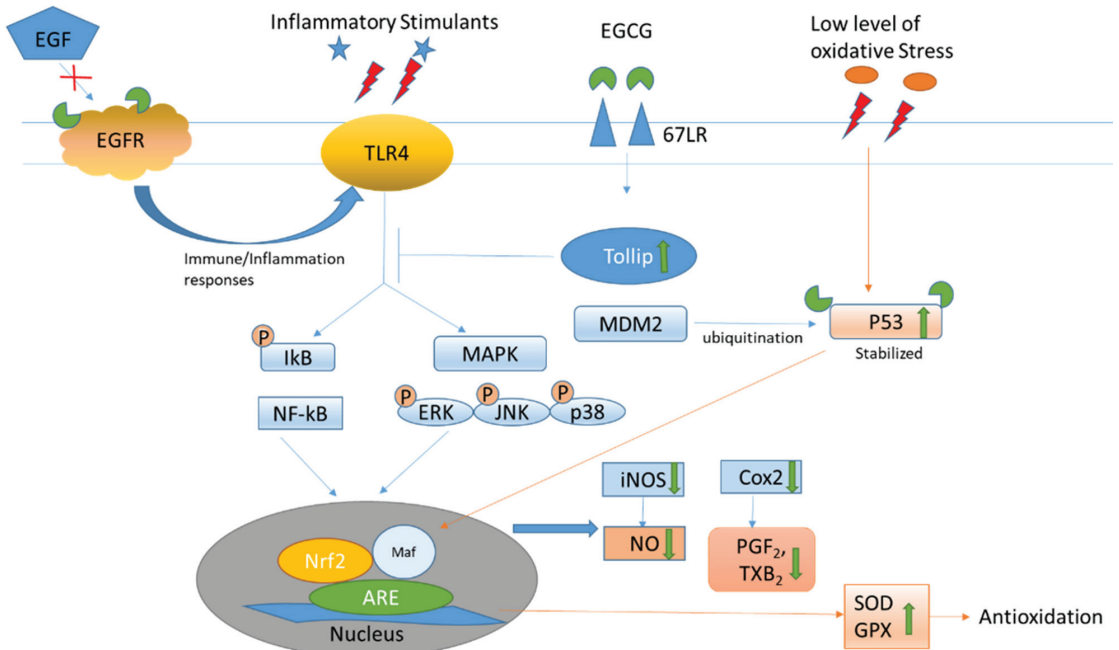 EGF
Inflammatory Stimulants
EGCG
Low level of
oxidative Stress
EGFR
TLR4
67LR
Immune/Inflammation
responses
Tollip
MDM2
ubiquitination
P53
Stabilized
P
IkB
MAPK
NF-kB
P
ERK
P
JNK
P
p38
iNOS
Cox2
NO
PGF₂,
TXB₂
Nrf2
Maf
ARE
Nucleus
SOD
GPX
Antioxidation